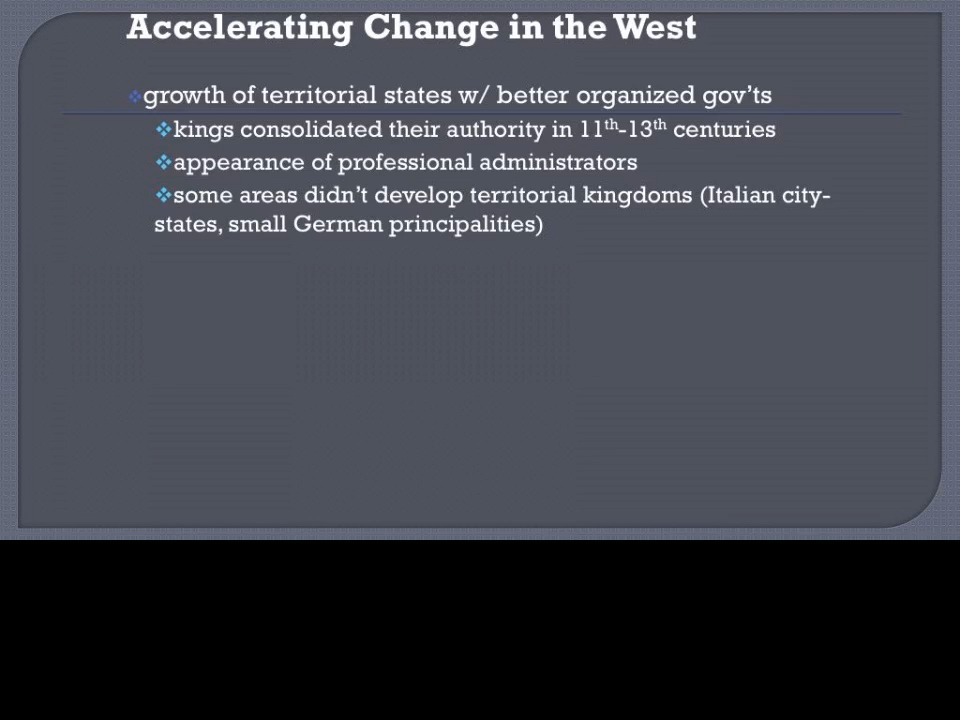 Accelerating Change in the West
❖growth of territorial states w/ better organized gov’ts
❖kings consolidated their authority in 11th-13th centuries
❖appearance of professional administrators
❖some areas didn’t develop territorial kingdoms (Italian city-
states, small German principalities)